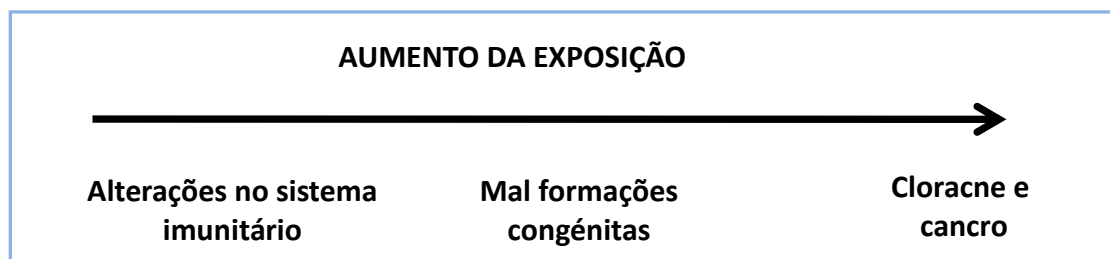 AUMENTO DA EXPOSIÇÃO
Alterações no sistema
imunitário
Mal formações
congénitas
Cloracne e
cancro